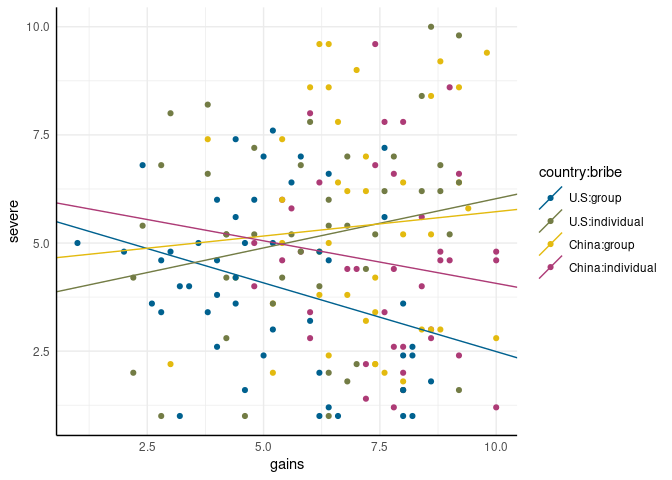 10.0
7.5
5.0
2.5
severe
2.5
5.0
7.5
10.0
gains
country:bribe
U.S:group
U.S:individual
China:group
China:individual